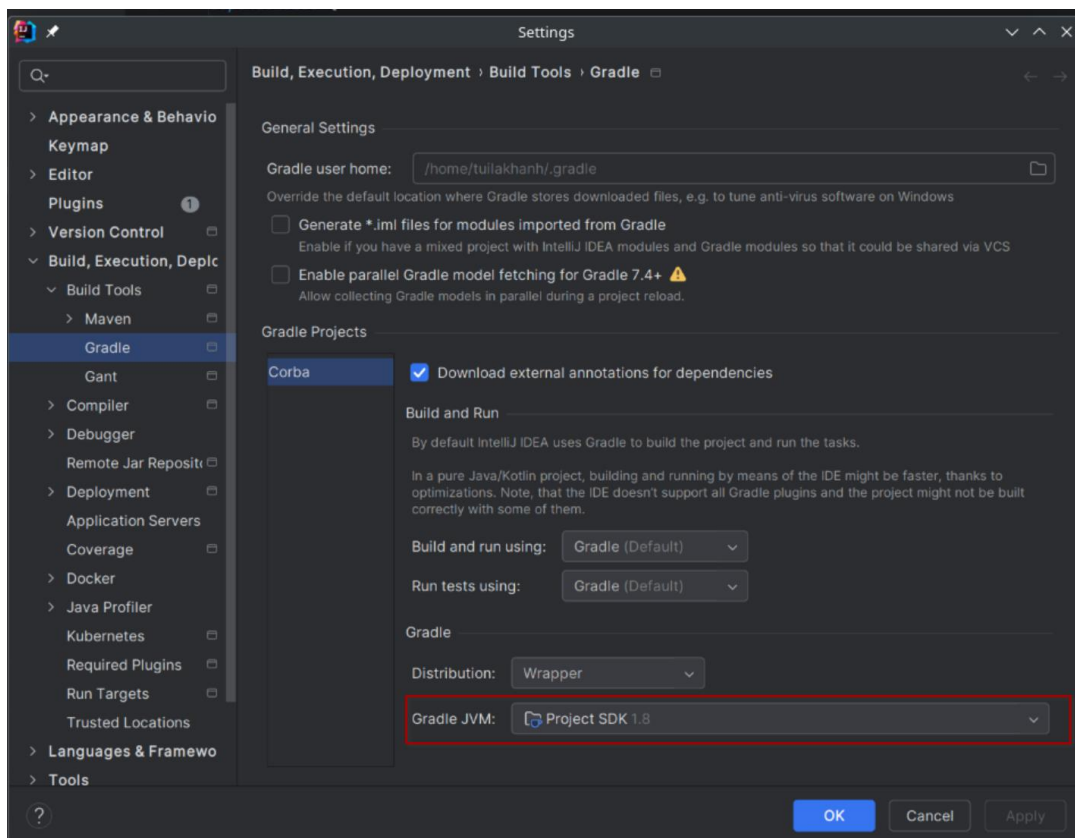 Settings
Build, Execution, Deployment › Build Tools › Gradle
Appearance & Behavio
Keymap
Editor
Plugins 1
Version Control
Build, Execution, Deplo
Build Tools
Maven
Gradle
Gant
Compiler
Debugger
Remote Jar Reposito
Deployment
Application Servers
Coverage
Docker
Java Profiler
Kubernetes
Required Plugins
Run Targets
Trusted Locations
Languages & Framewo
Tools
General Settings
Gradle user home: /home/tuilakhanh/.gradle
Override the default location where Gradle stores downloaded files, e.g. to tune anti-virus software on Windows
Generate *.iml files for modules imported from Gradle
Enable if you have a mixed project with IntelliJ IDEA modules and Gradle modules so that it could be shared via VCS
Enable parallel Gradle model fetching for Gradle 7.4+
Allow collecting Gradle models in parallel during a project reload.
Gradle Projects
Corba
Download external annotations for dependencies
Build and Run
By default IntelliJ IDEA uses Gradle to build the project and run the tasks.
In a pure Java/Kotlin project, building and running by means of the IDE might be faster, thanks to
optimizations. Note, that the IDE doesn't support all Gradle plugins and the project might not be built
correctly with some of them.
Build and run using: Gradle (Default)
Run tests using: Gradle (Default)
Gradle
Distribution: Wrapper
Gradle JVM: Project SDK 1.8
?
OK
Cancel
Apply